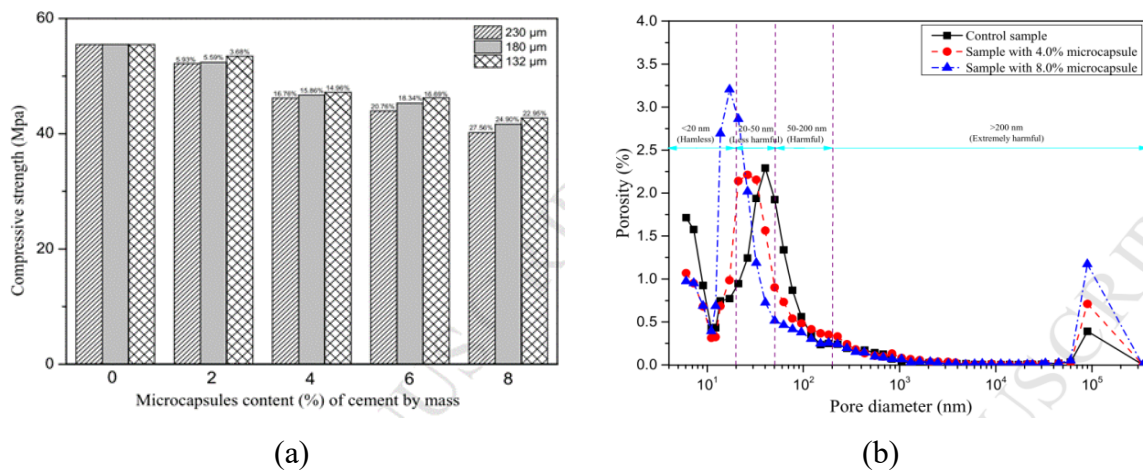 (a)
60
40
20
0
Compressive strength (Mpa)
230 µm
180 µm
132 µm
5.93%
5.59%
3.68%
16.76%
15.86%
14.96%
20.76%
18.34%
16.69%
27.56%
24.90%
22.95%
0 2 4 6 8
Microcapsules content (%) of cement by mass
(b)
4.0
3.5
3.0
2.5
2.0
1.5
1.0
0.5
0.0
Porosity (%)
Control sample
Sample with 4.0% microcapsule
Sample with 8.0% microcapsule
<20 nm
(Hamless)
20-50 nm
(Less harmful)
50-200 nm
(Harmful)
>200 nm
(Extremely harmful)
10¹ 10² 10³ 10⁴ 10⁵
Pore diameter (nm)
JUSCRIP
USCRIP
(a) (b)